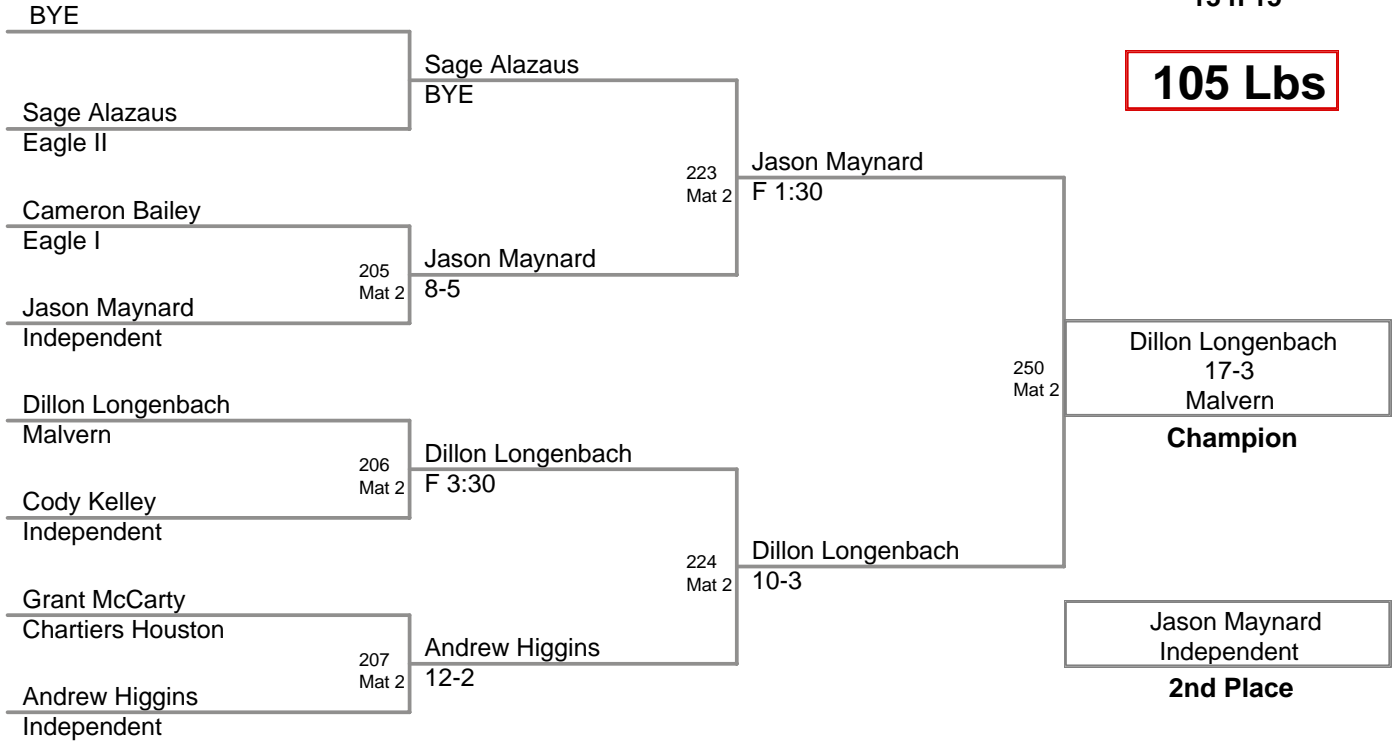 BYE
Sage Alazaus
BYE
105 Lbs
Sage Alazaus
Eagle II
223
Mat 2
Jason Maynard
F 1:30
Cameron Bailey
Eagle I
205
Mat 2
Jason Maynard
8-5
Jason Maynard
Independent
250
Mat 2
Dillon Longenbach
17-3
Malvern
Champion
Dillon Longenbach
Malvern
206
Mat 2
Dillon Longenbach
F 3:30
Cody Kelley
Independent
224
Mat 2
Dillon Longenbach
10-3
Grant McCarty
Chartiers Houston
207
Mat 2
Andrew Higgins
12-2
Andrew Higgins
Independent
Jason Maynard
Independent
2nd Place